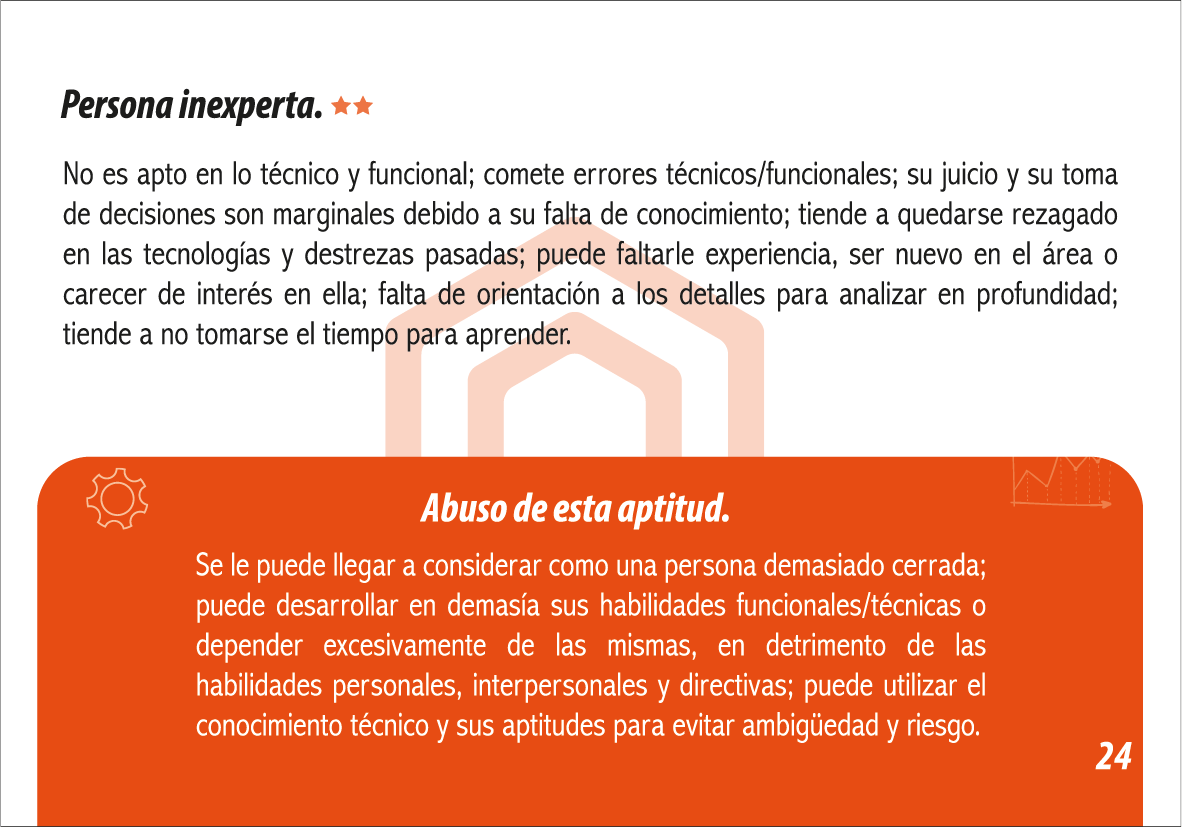 Persona inexperta.
No es apto en lo técnico y funcional; comete errores técnicos/funcionales; su juicio y su toma
de decisiones son marginales debido a su falta de conocimiento; tiende a quedarse rezagado
en las tecnologías y destrezas pasadas; puede faltarle experiencia, ser nuevo en el área o
carecer de interés en ella; falta de orientación a los detalles para analizar en profundidad;
tiende a no tomarse el tiempo para aprender.
Abuso de esta aptitud.
Se le puede llegar a considerar como una persona demasiado cerrada;
puede desarrollar en demasía sus habilidades funcionales/técnicas o
depender excesivamente de las mismas, en detrimento de las
habilidades personales, interpersonales y directivas; puede utilizar el
conocimiento técnico y sus aptitudes para evitar ambigüedad y riesgo.
24